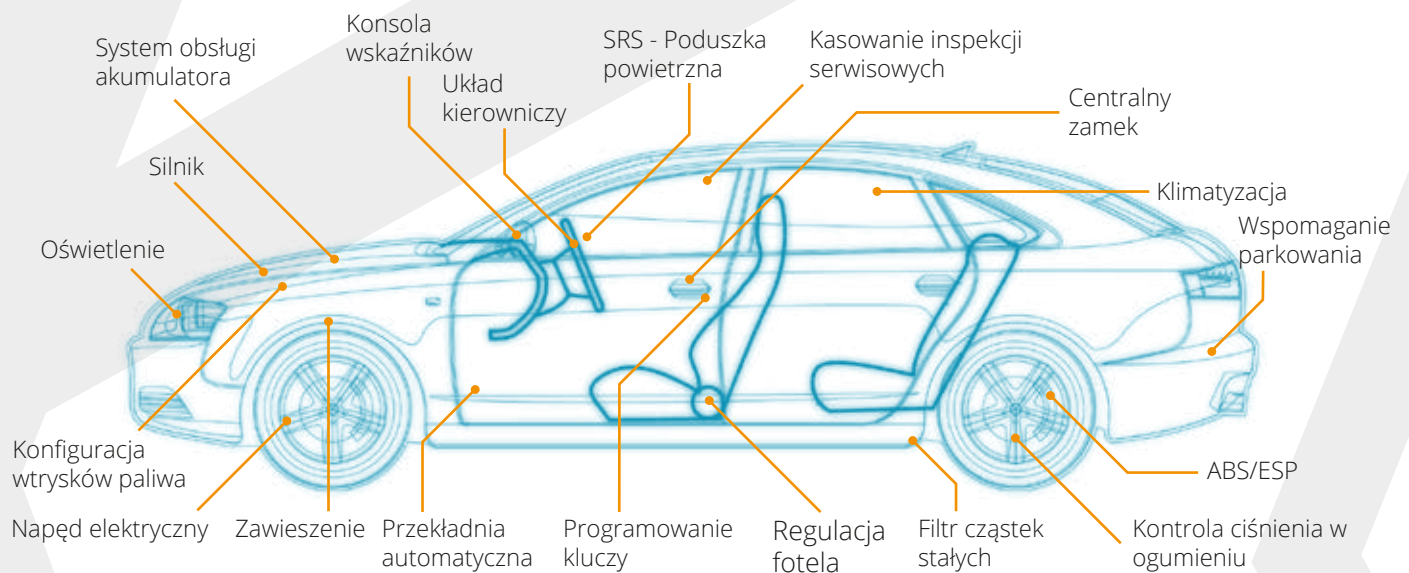 System obsługi
akumulatora
Konsola
wskaźników
Układ
kierowniczy
SRS - Poduszka
powietrzna
Kasowanie inspekcji
serwisowych
Centralny
zamek
Silnik
Klimatyzacja
Oświetlenie
Wspomaganie
parkowania
Konfiguracja
wtrysków paliwa
ABS/ESP
Napęd elektryczny
Zawieszenie
Przekładnia
automatyczna
Programowanie
kluczy
Regulacja
fotela
Filtr cząstek
stałych
Kontrola ciśnienia w
ogumieniu